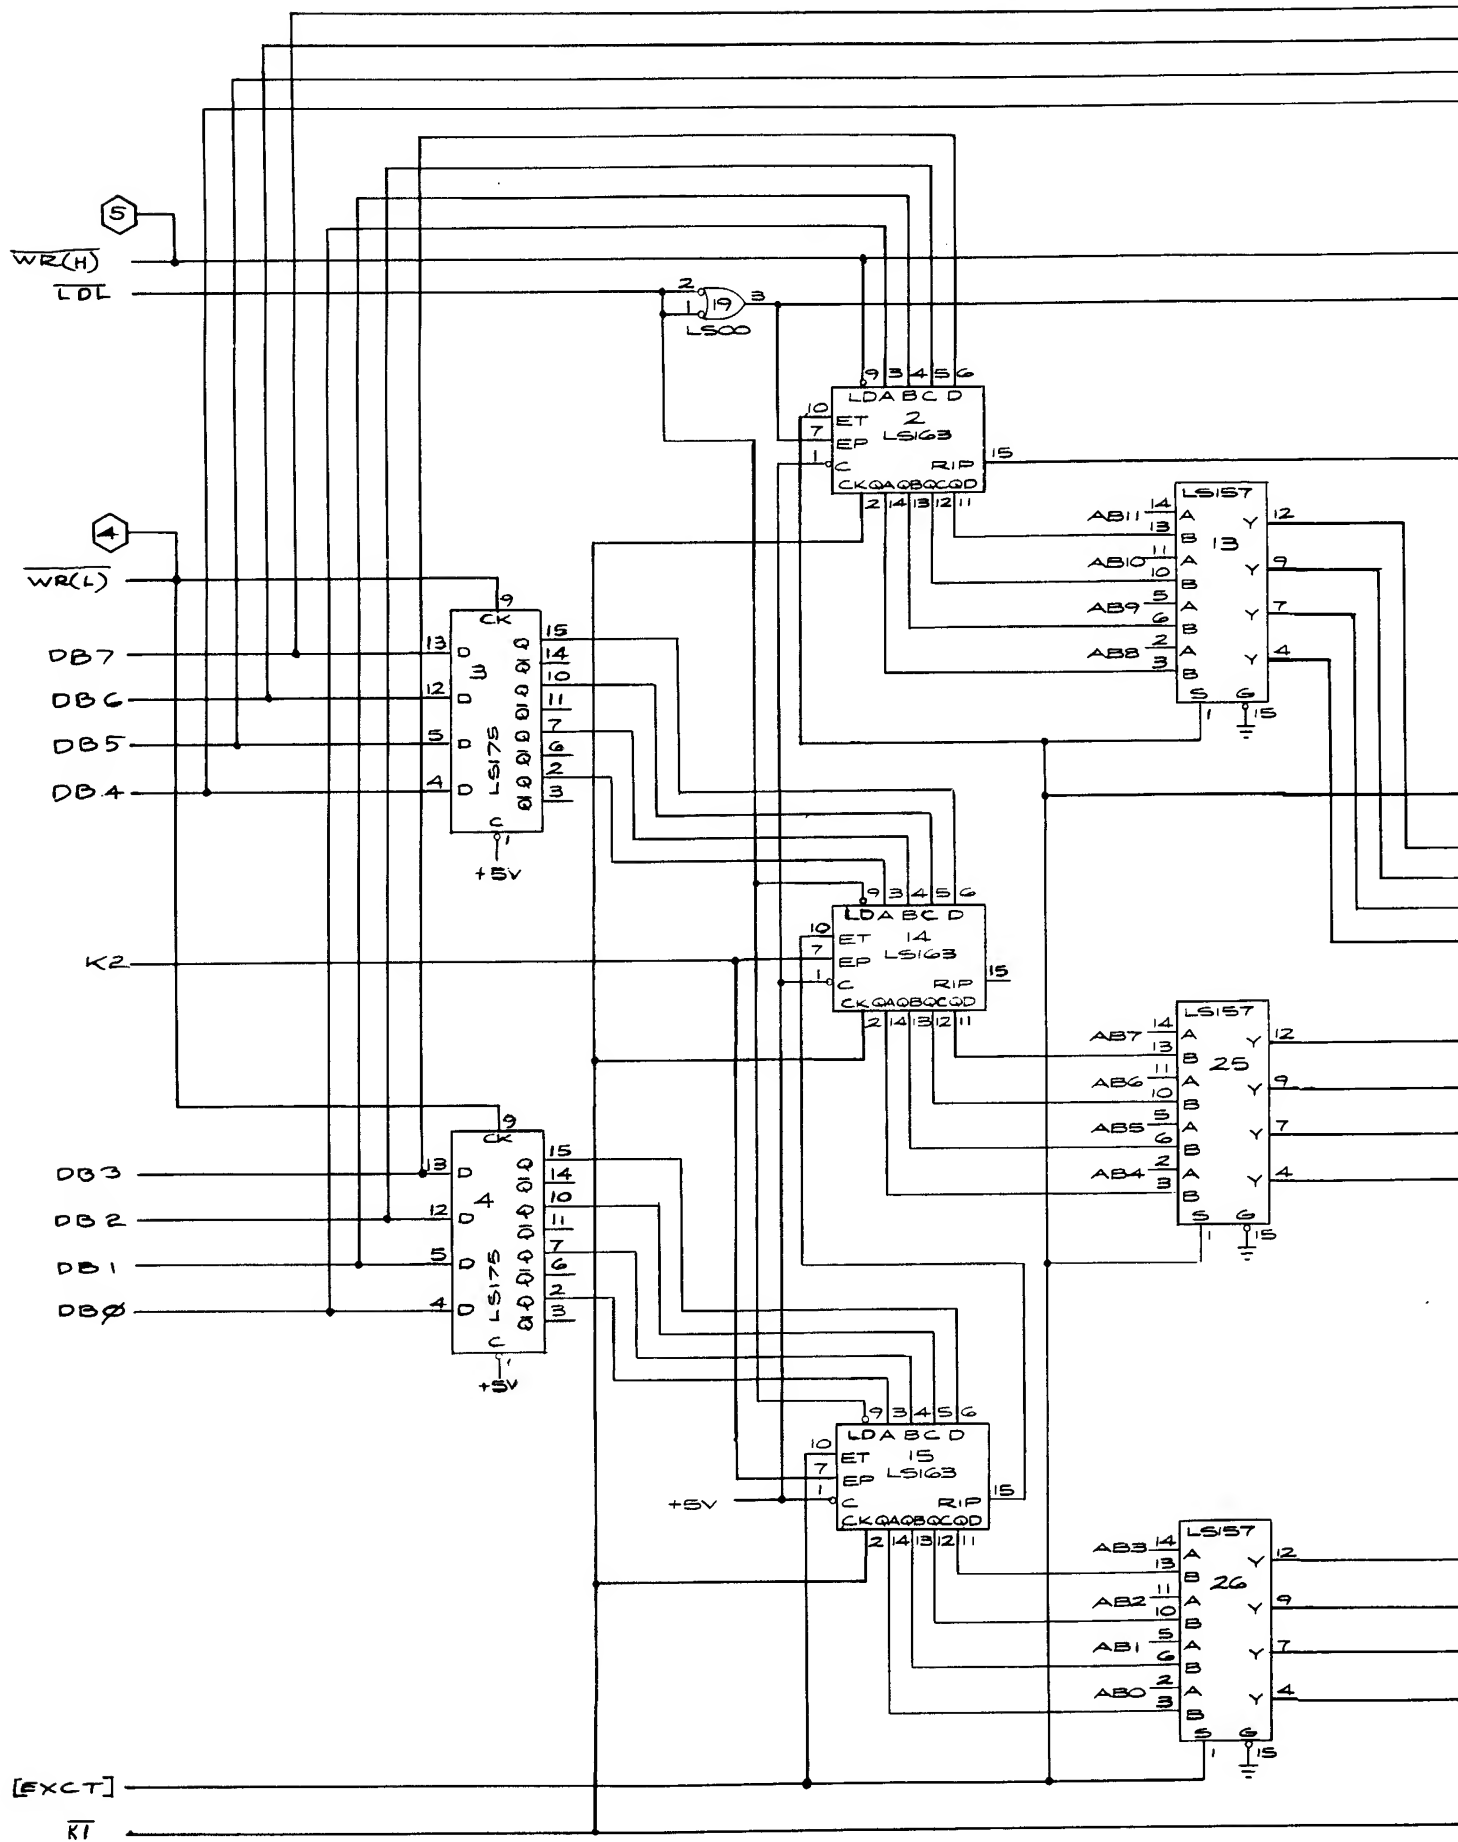 5
WR(H)
LDL
2 1 19 3
LS00
9 3 4 5 6
LD A B C D
10 ET 2
7 EP LS163
1 C RIP 15
CK QA QB QC QD
2 14 13 12 11
LS157
AB11 14 A Y 12
13 B 13
AB10 11 A Y 9
10 B
AB9 5 A Y 7
6 B
AB8 2 A Y 4
3 B
S G
1 15
4
WR(L)
9
CK
DB7 13 D Q 15
3 Q 14
DB6 12 D Q 10
Q 11
DB5 5 D Q 7
LS175 Q 6
DB4 4 D Q 2
Q 3
C
1
+5V
9 3 4 5 6
LD A B C D
10 ET 14
7 EP LS163
1 C RIP 15
CK QA QB QC QD
2 14 13 12 11
K2
LS157
AB7 14 A Y 12
13 B 25
AB6 11 A Y 9
10 B
AB5 5 A Y 7
6 B
AB4 2 A Y 4
3 B
S G
1 15
9
CK
DB3 13 D Q 15
4 Q 14
DB2 12 D Q 10
Q 11
DB1 5 D Q 7
LS175 Q 6
DBØ 4 D Q 2
Q 3
C
1
+5V
9 3 4 5 6
LD A B C D
10 ET 15
7 EP LS163
+5V 1 C RIP 15
CK QA QB QC QD
2 14 13 12 11
LS157
AB3 14 A Y 12
13 B 26
AB2 11 A Y 9
10 B
AB1 5 A Y 7
6 B
AB0 2 A Y 4
3 B
S G
1 15
[EXCT]
K1